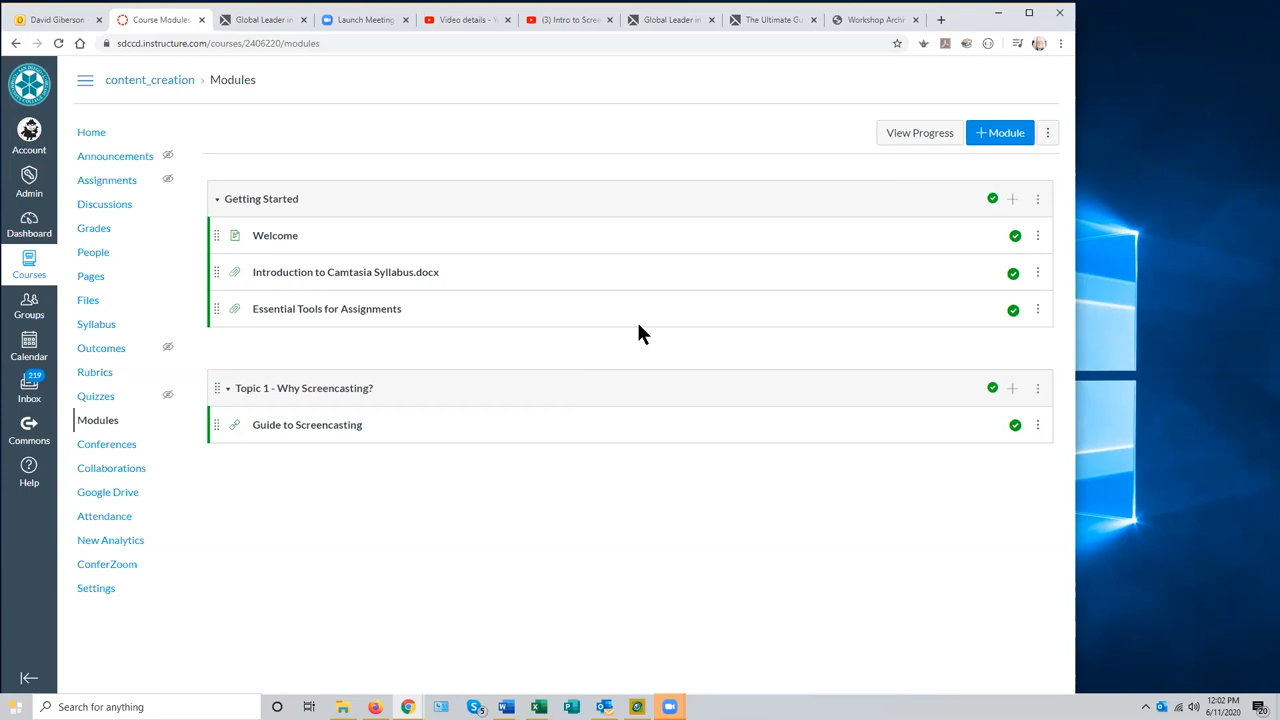 David Giberson
Course Modules
Global Leader in
Launch Meeting
Video details - Y
(3) Intro to Scre
Global Leader in
The Ultimate Gu
Workshop Archi
sdccd.instructure.com/courses/2406220/modules
content_creation › Modules
Account
Admin
Dashboard
Courses
Groups
Calendar
219
Inbox
Commons
Help
Home
Announcements
Assignments
Discussions
Grades
People
Pages
Files
Syllabus
Outcomes
Rubrics
Quizzes
Modules
Conferences
Collaborations
Google Drive
Attendance
New Analytics
ConferZoom
Settings
View Progress
+ Module
Getting Started
Welcome
Introduction to Camtasia Syllabus.docx
Essential Tools for Assignments
Topic 1 - Why Screencasting?
Guide to Screencasting
Search for anything
5
12:02 PM
6/11/2020
20